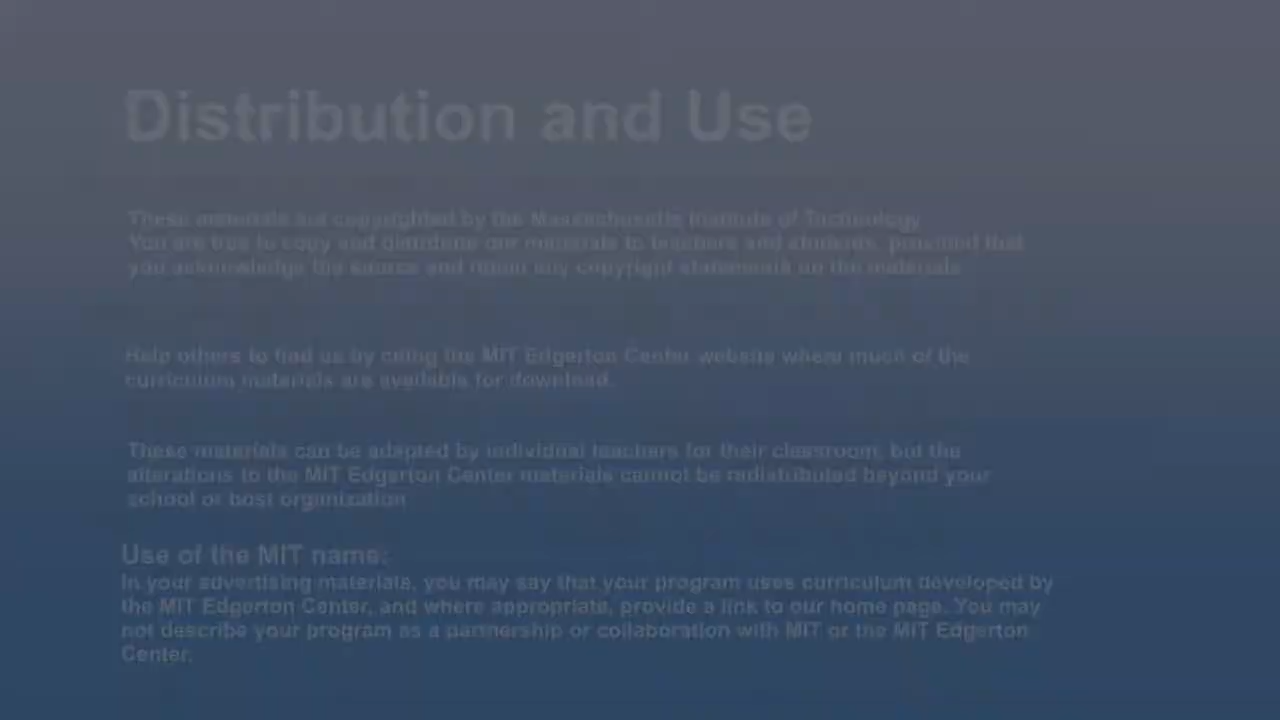 Distribution and Use
These materials are copyrighted by the Massachusetts Institute of Technology.
You are free to copy and distribute our materials to teachers and students, provided that
you acknowledge the source and retain any copyright statements on the materials.
Help others to find us by citing the MIT Edgerton Center website where much of the
curriculum materials are available for download.
These materials can be adapted by individual teachers for their classroom, but the
alterations to the MIT Edgerton Center materials cannot be redistributed beyond your
school or host organization
Use of the MIT name:
In your advertising materials, you may say that your program uses curriculum developed by
the MIT Edgerton Center, and where appropriate, provide a link to our home page. You may
not describe your program as a partnership or collaboration with MIT or the MIT Edgerton
Center.